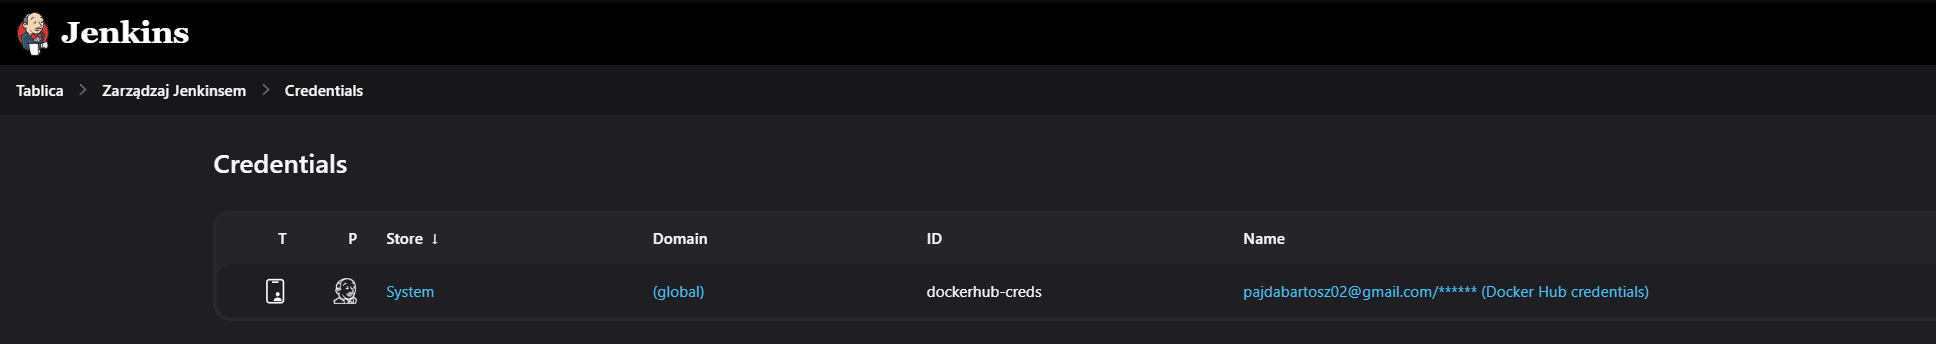 Jenkins
Tablica > Zarządzaj Jenkinsem > Credentials
Credentials
T P Store ↓ Domain ID Name
System (global) dockerhub-creds pajdabartosz02@gmail.com/****** (Docker Hub credentials)